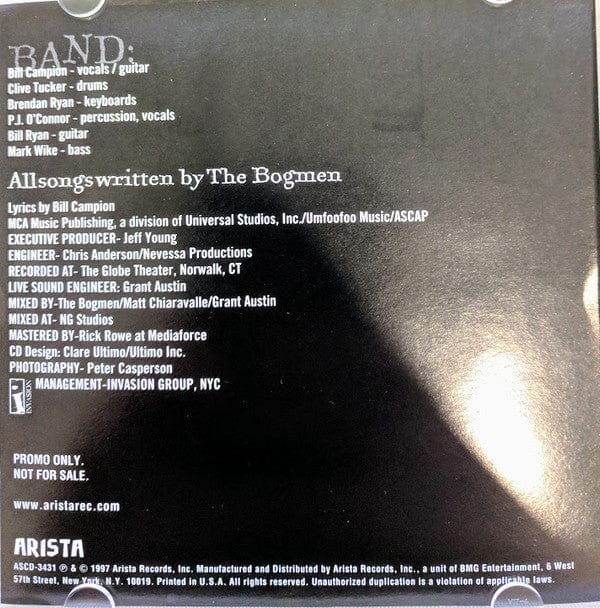 BAND:
Bill Campion - vocals / guitar
Clive Tucker - drums
Brendan Ryan - keyboards
P.J. O'Connor - percussion, vocals
Bill Ryan - guitar
Mark Wike - bass
Allsongswritten by The Bogmen
Lyrics by Bill Campion
MCA Music Publishing, a division of Universal Studios, Inc./Umfoofoo Music/ASCAP
EXECUTIVE PRODUCER- Jeff Young
ENGINEER- Chris Anderson/Nevessa Productions
RECORDED AT- The Globe Theater, Norwalk, CT
LIVE SOUND ENGINEER: Grant Austin
MIXED BY-The Bogmen/Matt Chiaravalle/Grant Austin
MIXED AT- NG Studios
MASTERED BY-Rick Rowe at Mediaforce
CD Design: Clare Ultimo/Ultimo Inc.
PHOTOGRAPHY- Peter Casperson
INVASION MANAGEMENT-INVASION GROUP, NYC
PROMO ONLY.
NOT FOR SALE.
www.aristarec.com
ARISTA
ASCD-3431 ℗ & © 1997 Arista Records, Inc. Manufactured and Distributed by Arista Records, Inc., a unit of BMG Entertainment, 6 West
57th Street, New York, N.Y. 10019. Printed in U.S.A. All rights reserved. Unauthorized duplication is a violation of applicable laws.